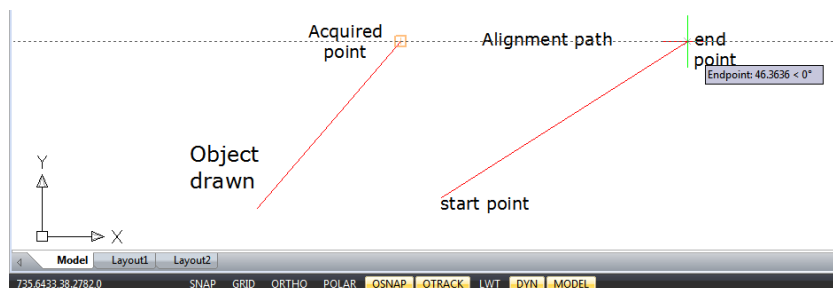 Acquired
point
Alignment path
end
point
Endpoint: 46.3636 < 0°
Object
drawn
start point
Y
X
Model Layout1 Layout2
735.6433,38.2782,0 SNAP GRID ORTHO POLAR OSNAP OTRACK LWT DYN MODEL